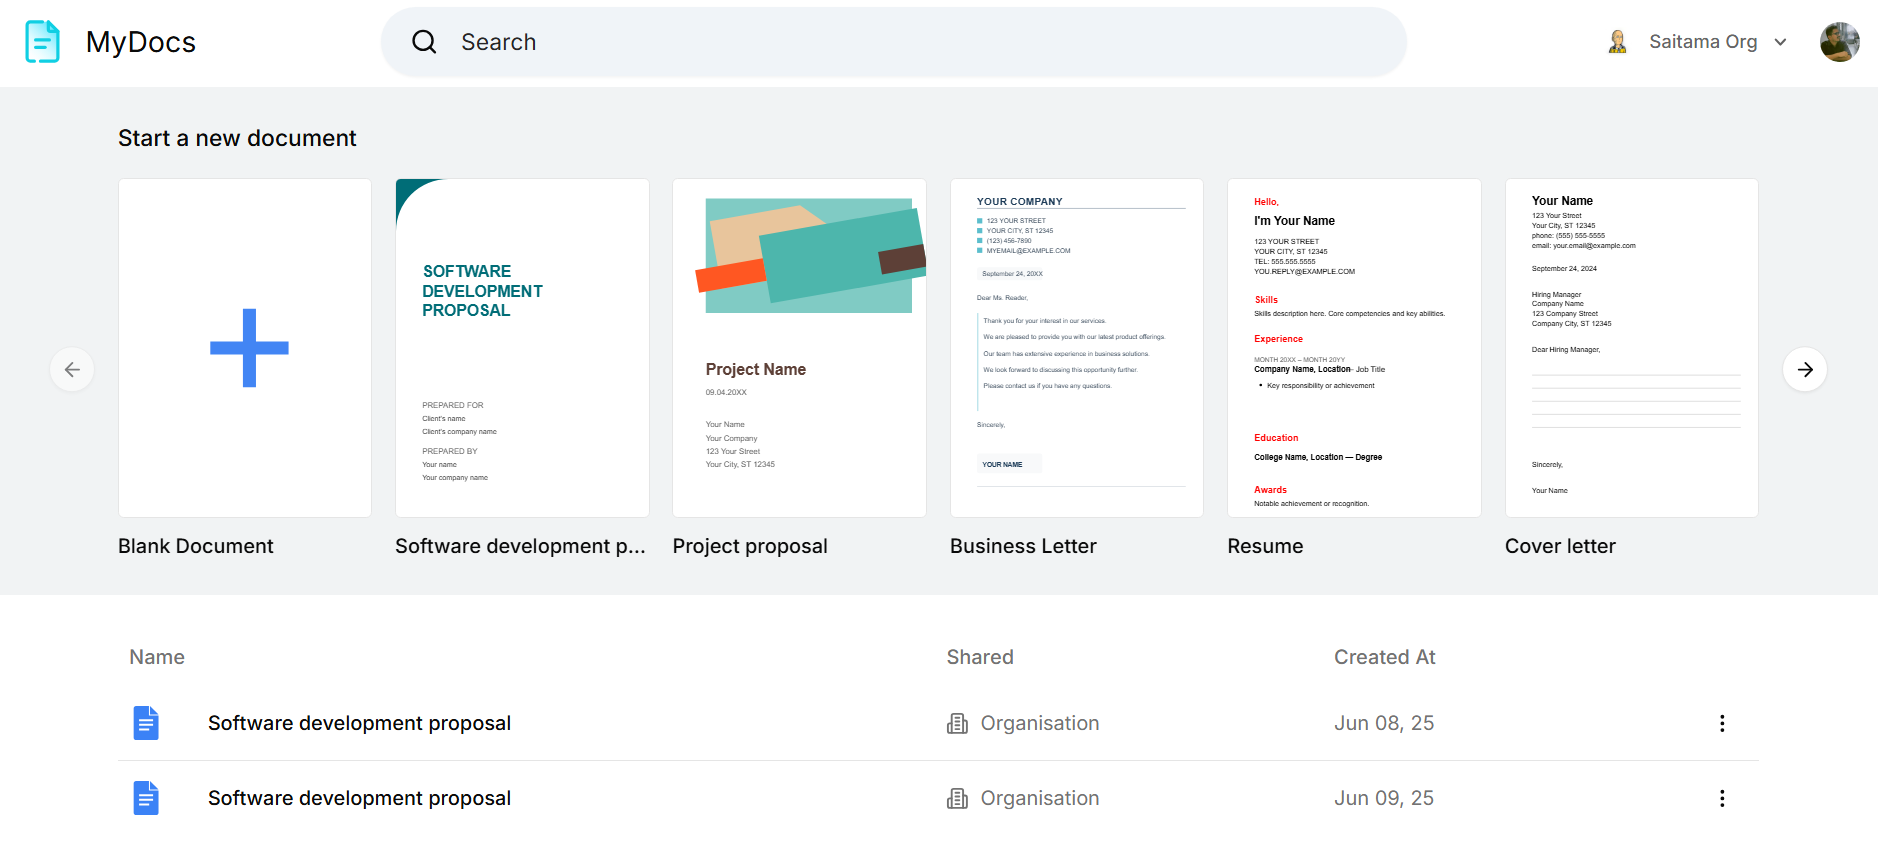 MyDocs
Search
Saitama Org
Start a new document
SOFTWARE
DEVELOPMENT
PROPOSAL
PREPARED FOR
Client's name
Client's company name
PREPARED BY
Your name
Your company name
Project Name
09.04.20XX
Your Name
Your Company
123 Your Street
Your City, ST 12345
YOUR COMPANY
123 YOUR STREET
YOUR CITY, ST 12345
(123) 456-7890
MYEMAIL@EXAMPLE.COM
September 24, 20XX
Dear Ms. Reader,
Thank you for your interest in our services.
We are pleased to provide you with our latest product offerings.
Our team has extensive experience in business solutions.
We look forward to discussing this opportunity further.
Please contact us if you have any questions.
Sincerely,
YOUR NAME
Hello,
I'm Your Name
123 YOUR STREET
YOUR CITY, ST 12345
TEL: 555.555.5555
YOU.REPLY@EXAMPLE.COM
Skills
Skills description here. Core competencies and key abilities.
Experience
MONTH 20XX – MONTH 20YY
Company Name, Location- Job Title
• Key responsibility or achievement
Education
College Name, Location — Degree
Awards
Notable achievement or recognition.
Your Name
123 Your Street
Your City, ST 12345
phone: (555) 555-5555
email: your.email@example.com
September 24, 2024
Hiring Manager
Company Name
123 Company Street
Company City, ST 12345
Dear Hiring Manager,
Sincerely,
Your Name
Blank Document
Software development p...
Project proposal
Business Letter
Resume
Cover letter
Name Shared Created At
Software development proposal Organisation Jun 08, 25
Software development proposal Organisation Jun 09, 25